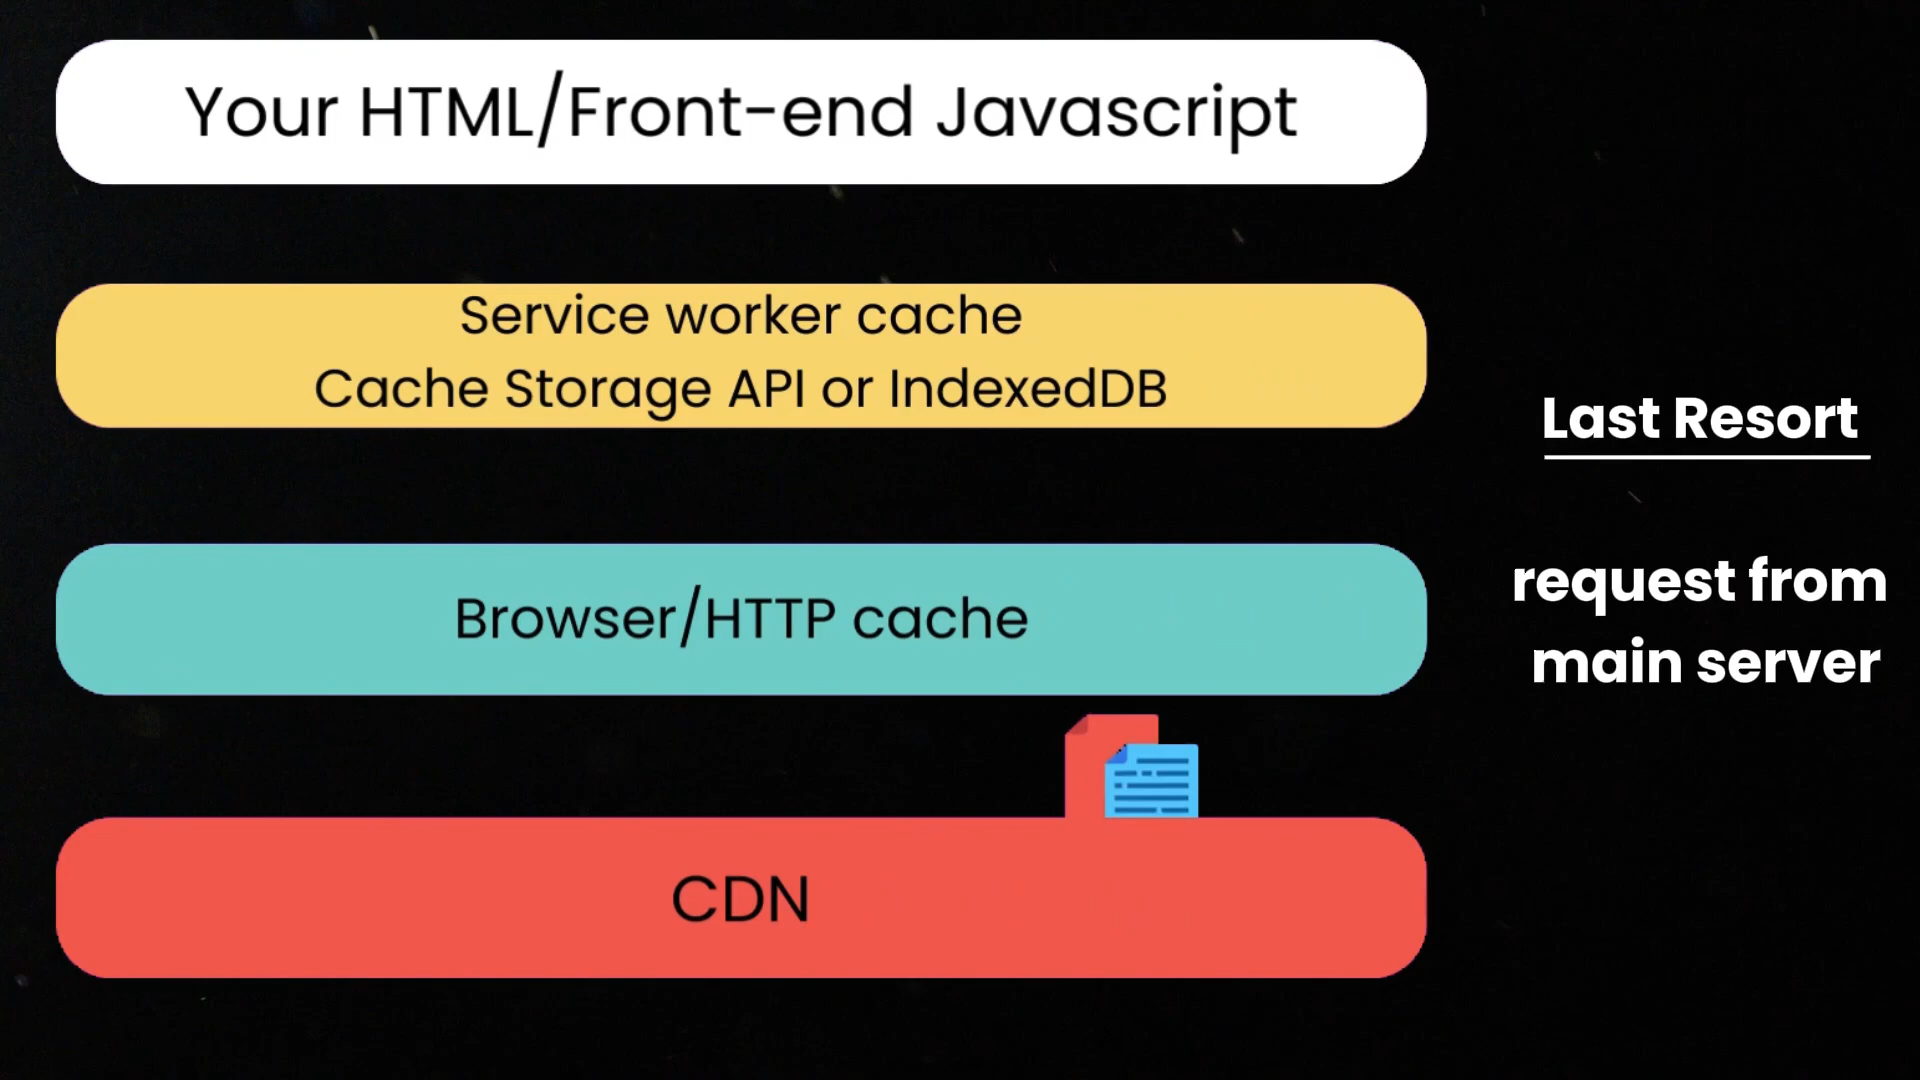 Your HTML/Front-end Javascript
Service worker cache
Cache Storage API or IndexedDB
Last Resort
Browser/HTTP cache
request from
main server
CDN